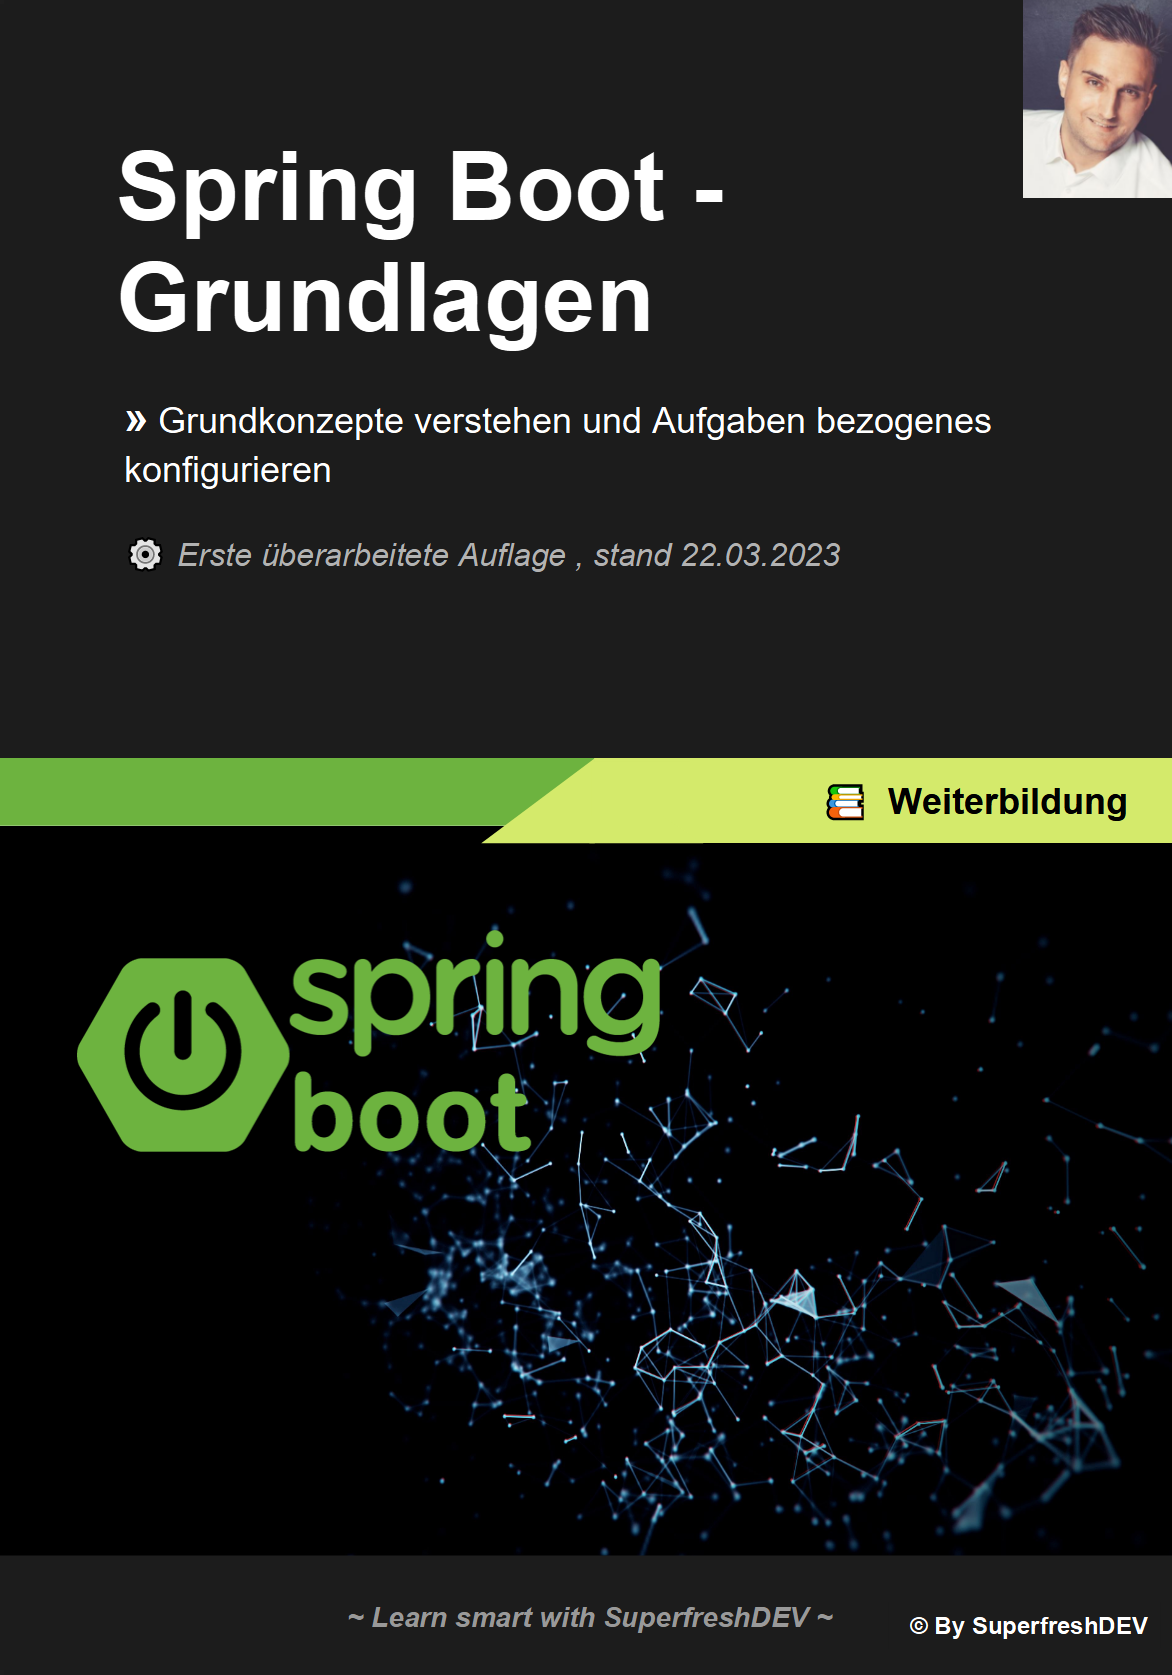 Spring Boot -
Grundlagen
» Grundkonzepte verstehen und Aufgaben bezogenes
konfigurieren
Erste überarbeitete Auflage , stand 22.03.2023
Weiterbildung
spring
boot
~ Learn smart with SuperfreshDEV ~
© By SuperfreshDEV